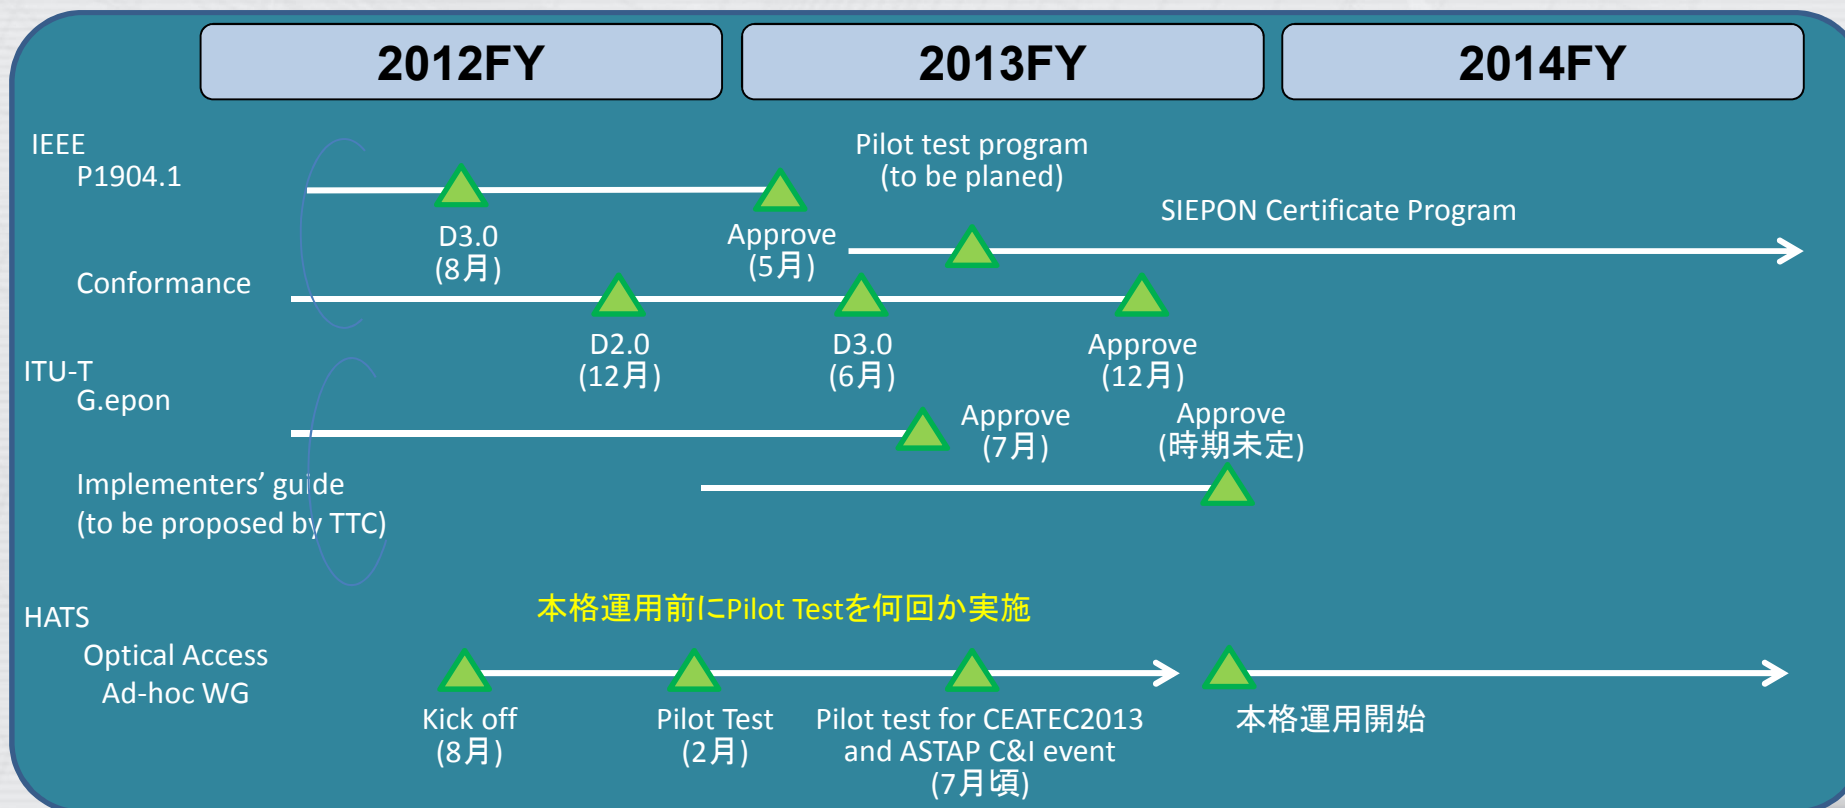 2012FY
2013FY
2014FY
IEEE
P1904.1
Pilot test program
(to be planed)
SIEPON Certificate Program
D3.0
(8月)
Approve
(5月)
Conformance
D2.0
(12月)
D3.0
(6月)
Approve
(12月)
ITU-T
G.epon
Approve
(7月)
Approve
(時期未定)
Implementers’ guide
(to be proposed by TTC)
HATS
本格運用前にPilot Testを何回か実施
Optical Access
Ad-hoc WG
Kick off
(8月)
Pilot Test
(2月)
Pilot test for CEATEC2013
and ASTAP C&I event
(7月頃)
本格運用開始